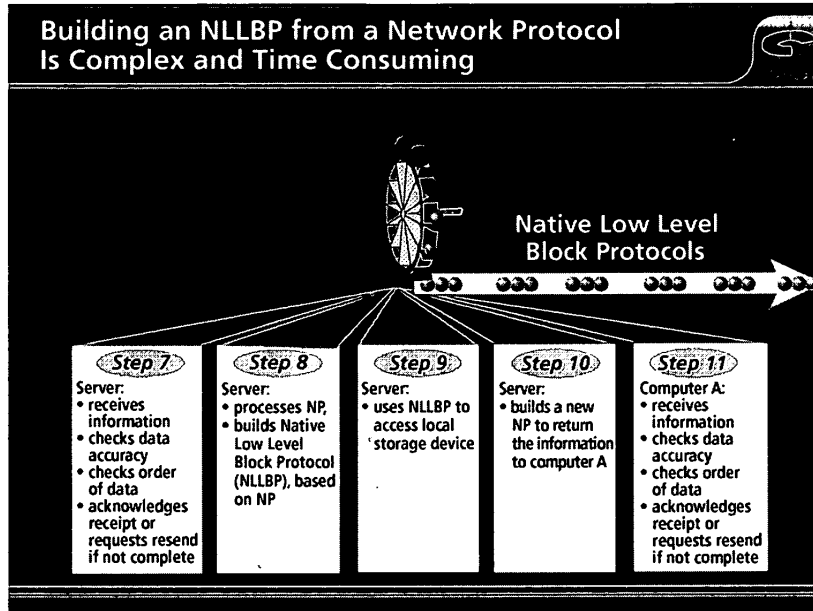 Building an NLLBP from a Network Protocol
Is Complex and Time Consuming
Native Low Level
Block Protocols
Step 7
Server:
• receives
information
• checks data
accuracy
• checks order
of data
• acknowledges
receipt or
requests resend
if not complete
Step 8
Server:
• processes NP,
• builds Native
Low Level
Block Protocol
(NLLBP), based
on NP
Step 9
Server:
• uses NLLBP to
access local
storage device
Step 10
Server:
• builds a new
NP to return
the information
to computer A
Step 11
Computer A:
• receives
information
• checks data
accuracy
• checks order
of data
• acknowledges
receipt or
requests resend
if not complete